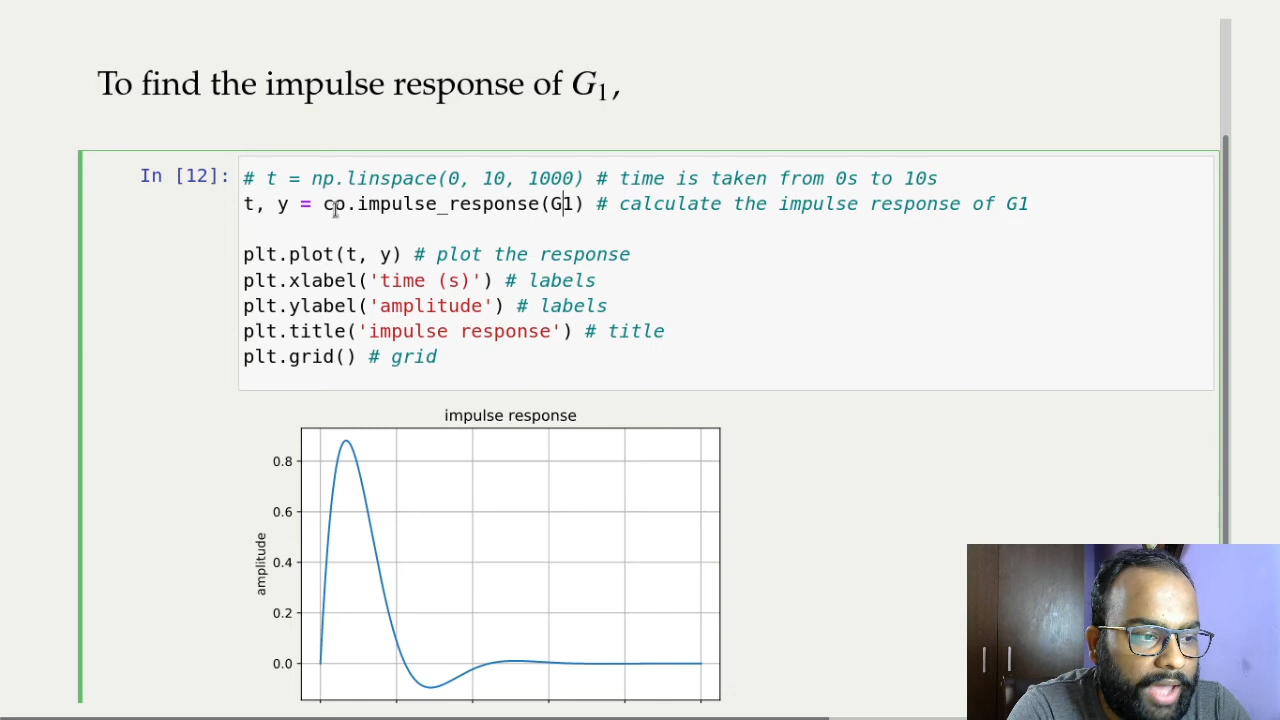 To find the impulse response of G1,
In [12]:
# t = np.linspace(0, 10, 1000) # time is taken from 0s to 10s
t, y = cp.impulse_response(G1) # calculate the impulse response of G1
plt.plot(t, y) # plot the response
plt.xlabel('time (s)') # labels
plt.ylabel('amplitude') # labels
plt.title('impulse response') # title
plt.grid() # grid
impulse response
0.8
0.6
0.4
0.2
0.0
amplitude